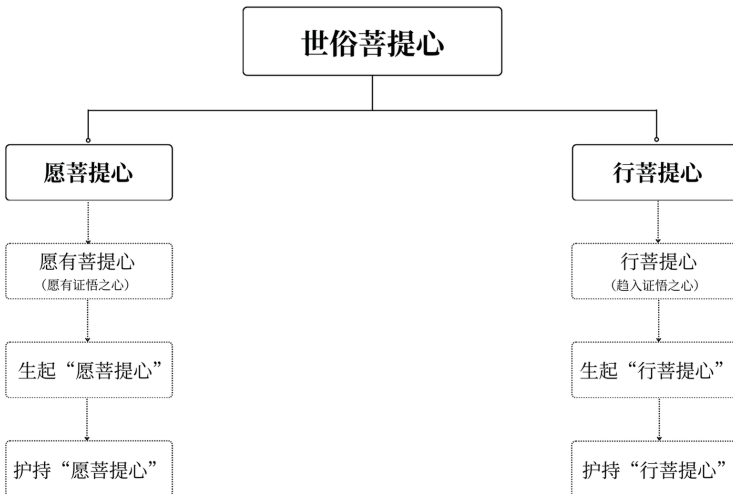 世俗菩提心
愿菩提心
行菩提心
愿有菩提心
（愿有证悟之心）
行菩提心
（趋入证悟之心）
生起“愿菩提心”
生起“行菩提心”
护持“愿菩提心”
护持“行菩提心”